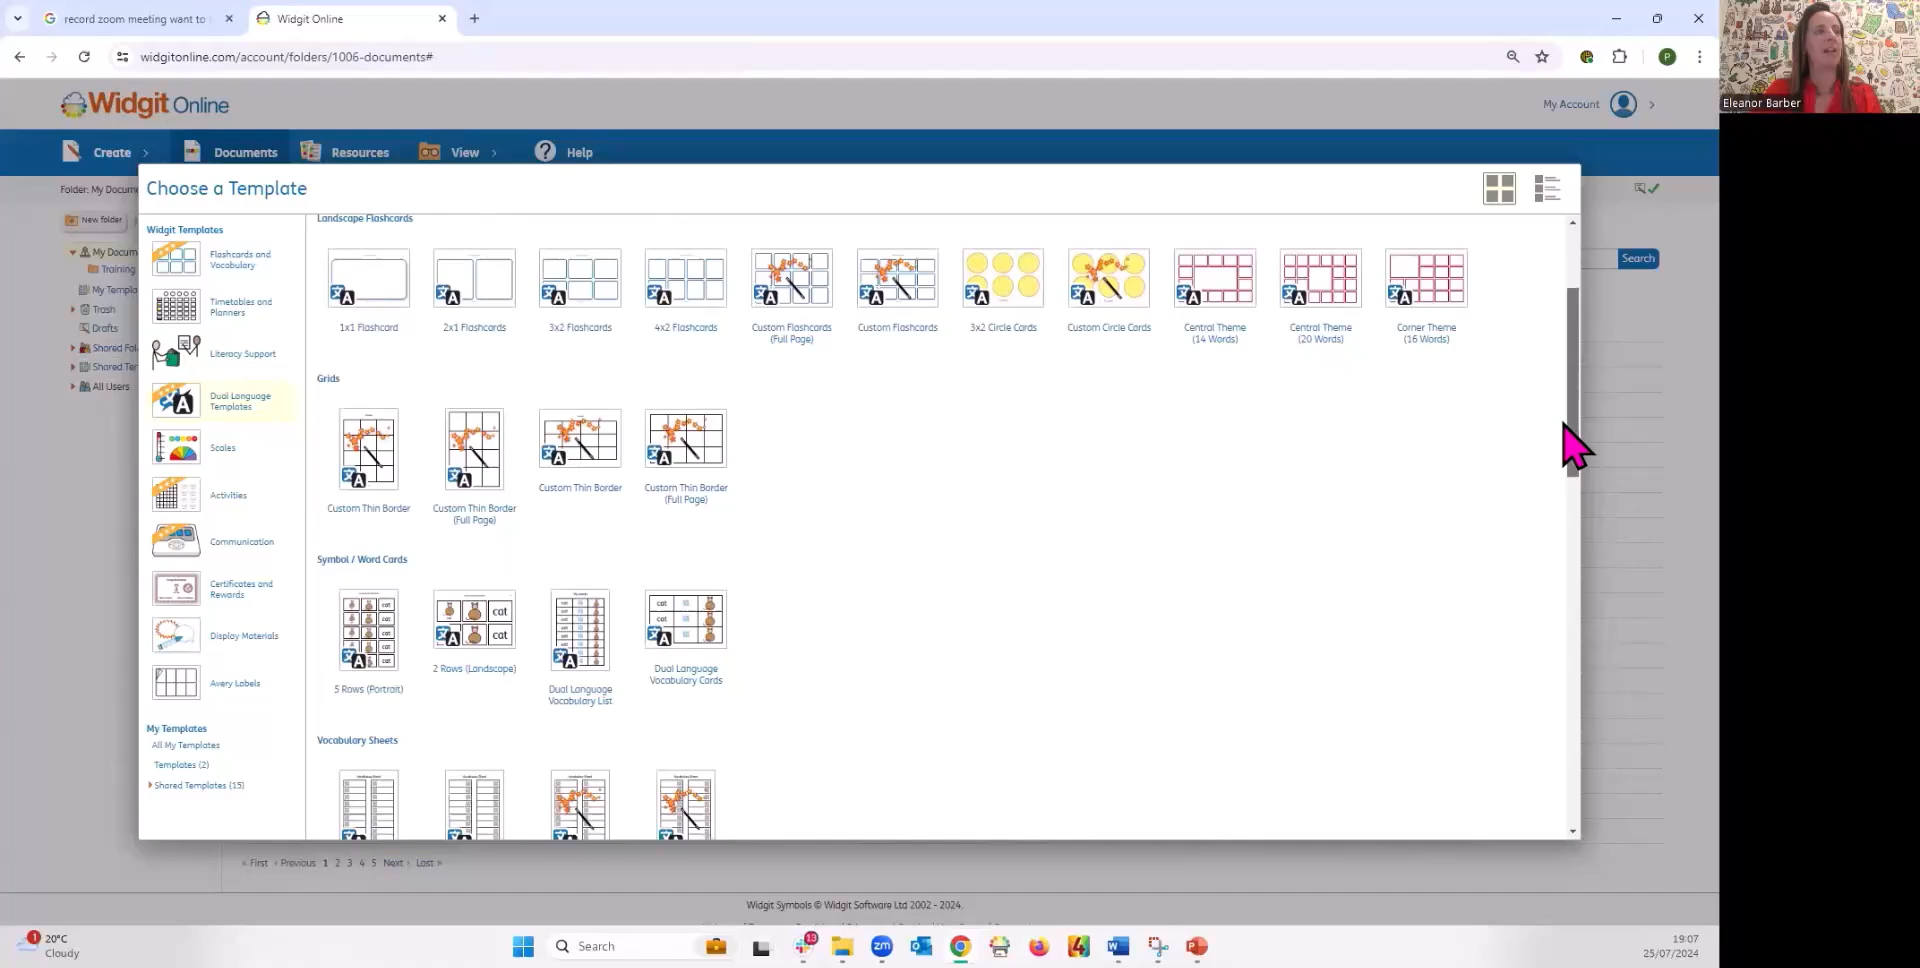 record zoom meeting want to
Widgit Online
widgitonline.com/account/folders/1006-documents#
P
Eleanor Barber
Widgit Online
My Account
Create
Documents
Resources
View
Help
Folder: My Docume
Choose a Template
New folder
My Docum
Training
My Templa
Trash
Drafts
Shared Fol
Shared Ter
All Users
Search
Widgit Templates
Flashcards and
Vocabulary
Timetables and
Planners
Literacy Support
Dual Language
Templates
Scales
Activities
Communication
Certificates and
Rewards
Display Materials
Avery Labels
My Templates
All My Templates
Templates (2)
Shared Templates (15)
Landscape Flashcards
1x1 Flashcard
2x1 Flashcards
3x2 Flashcards
4x2 Flashcards
Custom Flashcards
(Full Page)
Custom Flashcards
3x2 Circle Cards
Custom Circle Cards
Central Theme
(14 Words)
Central Theme
(20 Words)
Corner Theme
(16 Words)
Grids
Custom Thin Border
Custom Thin Border
(Full Page)
Custom Thin Border
Custom Thin Border
(Full Page)
Symbol / Word Cards
cat
cat
cat
cat
5 Rows (Portrait)
2 Rows (Landscape)
Dual Language
Vocabulary List
Dual Language
Vocabulary Cards
Vocabulary Sheets
« First ‹ Previous 1 2 3 4 5 Next › Last »
Widgit Symbols © Widgit Software Ltd 2002 - 2024.
1
20°C
Cloudy
Search
13
zm
19:07
25/07/2024